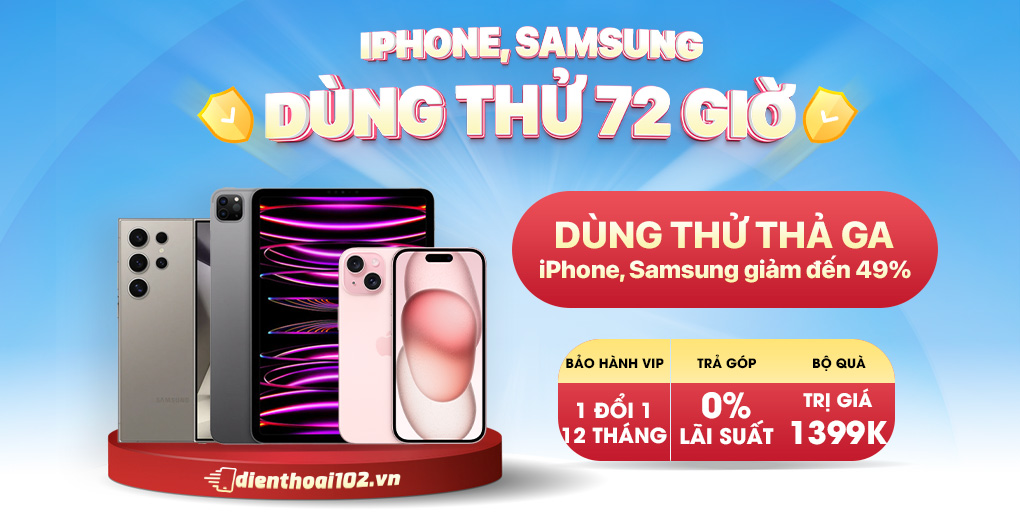 IPHONE, SAMSUNG
DÙNG THỬ 72 GIỜ
DÙNG THỬ THẢ GA
iPhone, Samsung giảm đến 49%
BẢO HÀNH VIP
TRẢ GÓP
BỘ QUÀ
1 ĐỔI 1
12 THÁNG
0%
LÃI SUẤT
TRỊ GIÁ
1399K
SAMSUNG
dienthoai102.vn